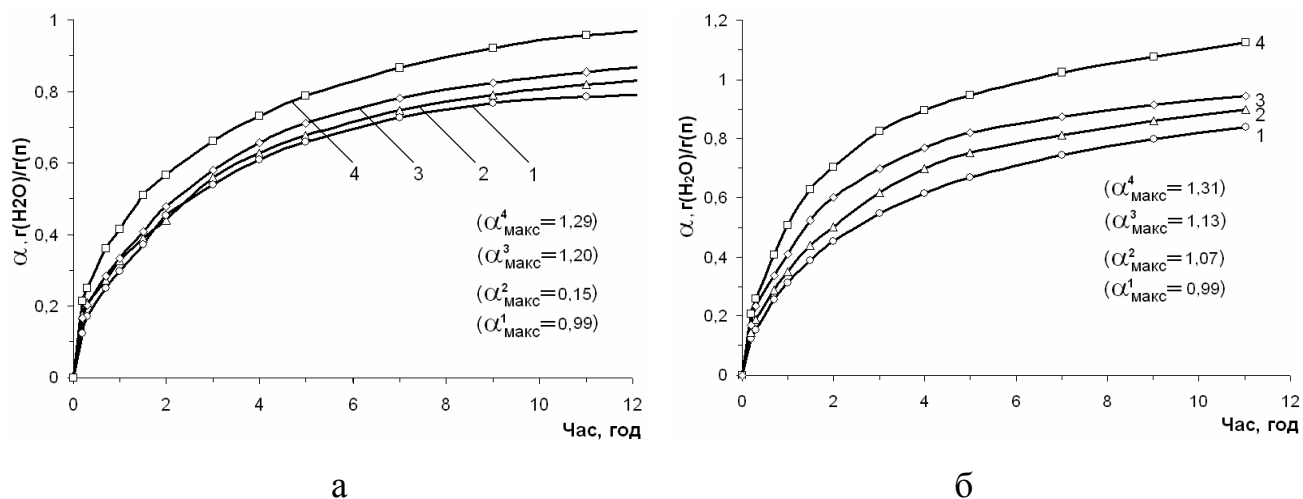 1
0,8
0,6
0,4
0,2
0
α, г(H2O)/г(п)
4
3
2
1
(α⁴макс=1,29)
(α³макс=1,20)
(α²макс=0,15)
(α¹макс=0,99)
0 2 4 6 8 10 12
Час, год
а
1,2
1
0,8
0,6
0,4
0,2
0
α, г(H₂O)/г(п)
4
3
2
1
(α⁴макс=1,31)
(α³макс=1,13)
(α²макс=1,07)
(α¹макс=0,99)
0 2 4 6 8 10 12
Час, год
б